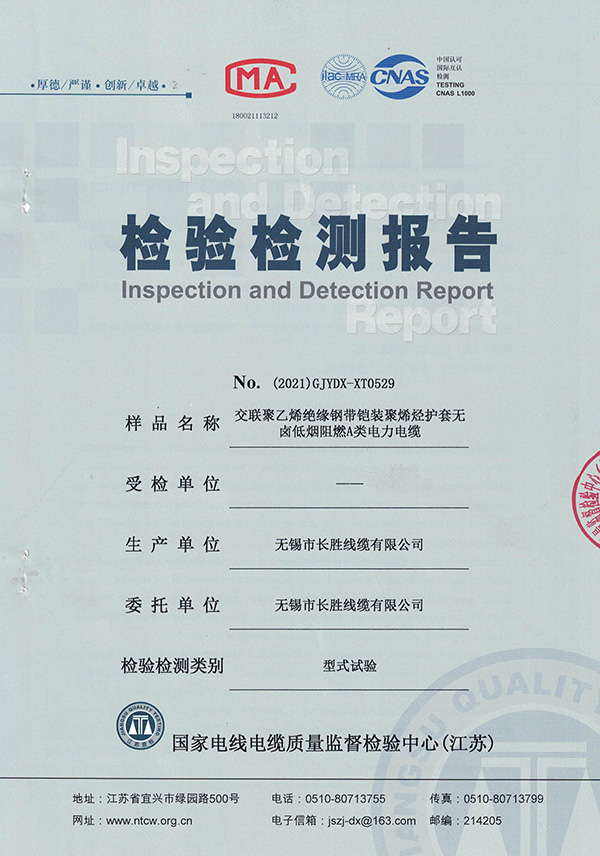 ·厚德/严谨·创新/卓越·
CMA
180021113212
ilac-MRA
CNAS
中国认可
国际互认
检测
TESTING
CNAS L1000
Inspection
and Detection
检验检测报告
Inspection and Detection Report
Report
No. (2021)GJYDX-XT0529
样品名称 交联聚乙烯绝缘钢带铠装聚烯烃护套无
卤低烟阻燃A类电力电缆
受检单位 ——
生产单位 无锡市长胜线缆有限公司
委托单位 无锡市长胜线缆有限公司
检验检测类别 型式试验
国家电线电缆质量监督检验中心(江苏)
JIANGSU QUALITY TESTING
地址:江苏省宜兴市绿园路500号 电话:0510-80713755 传真:0510-80713799
网址:www.ntcw.org.cn 电子信箱:jszj-dx@163.com 邮编:214205